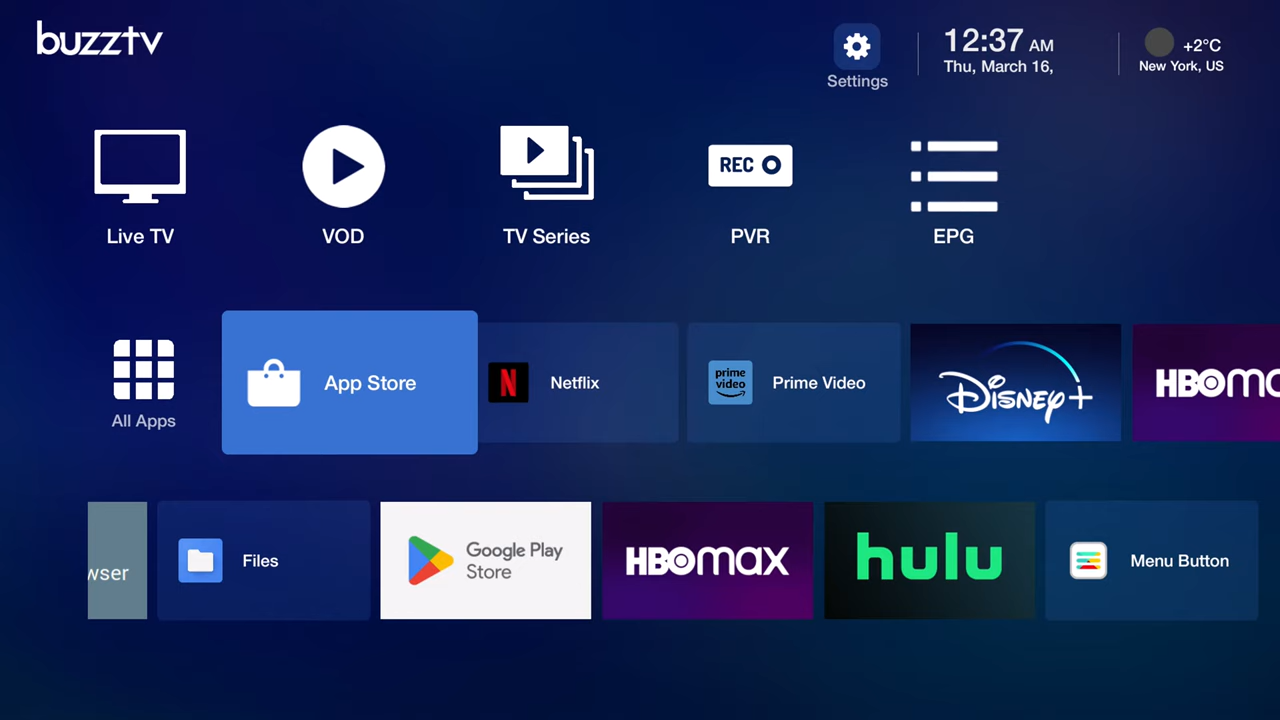 buzztv
Settings
12:37 AM
Thu, March 16,
+2°C
New York, US
REC
Live TV
VOD
TV Series
PVR
EPG
All Apps
App Store
N
Netflix
prime
video
Prime Video
Disney+
HBOMC
wser
Files
Google Play
Store
HBOMAX
hulu
Menu Button